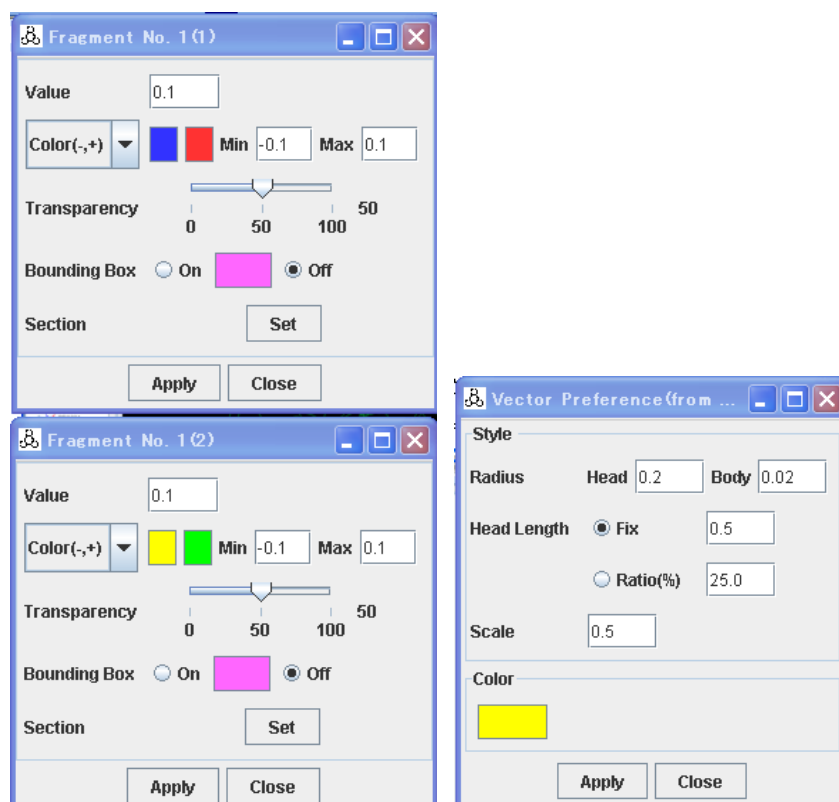 Fragment No. 1(1)
Value 0.1
Color(-,+) Min -0.1 Max 0.1
Transparency 50
0 50 100
Bounding Box On Off
Section Set
Apply Close
Fragment No. 1(2)
Value 0.1
Color(-,+) Min -0.1 Max 0.1
Transparency 50
0 50 100
Bounding Box On Off
Section Set
Apply Close
Vector Preference(from ...
Style
Radius Head 0.2 Body 0.02
Head Length Fix 0.5
Ratio(%) 25.0
Scale 0.5
Color
Apply Close